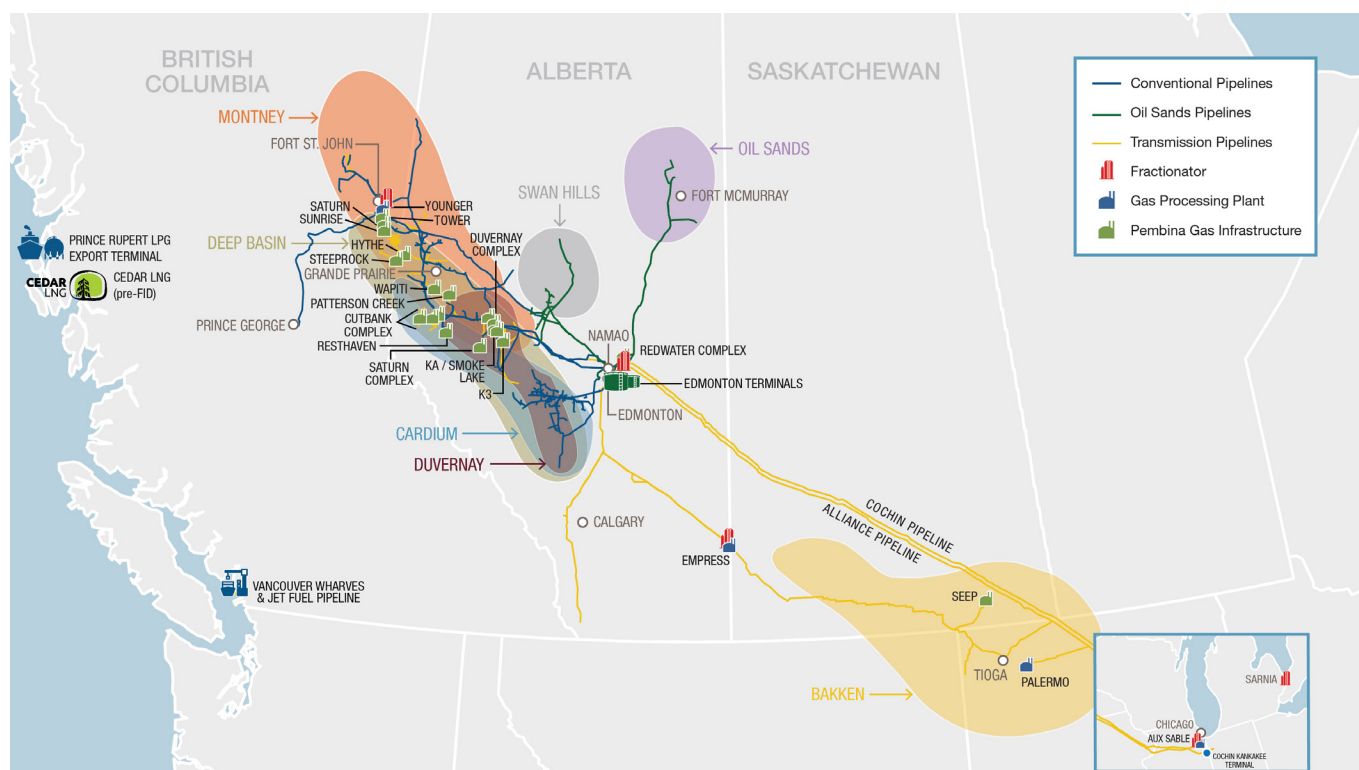 BRITISH
COLUMBIA
ALBERTA
SASKATCHEWAN
Conventional Pipelines
Oil Sands Pipelines
Transmission Pipelines
Fractionator
Gas Processing Plant
Pembina Gas Infrastructure
MONTNEY
FORT ST. JOHN
OIL SANDS
SWAN HILLS
FORT MCMURRAY
SATURN
SUNRISE
YOUNGER
TOWER
DUVERNAY
COMPLEX
DEEP BASIN
HYTHE
STEEPROCK
GRANDE PRAIRIE
PRINCE RUPERT LPG
EXPORT TERMINAL
CEDAR
LNG
CEDAR LNG
(pre-FID)
WAPITI
PATTERSON CREEK
CUTBANK
COMPLEX
RESTHAVEN
PRINCE GEORGE
SATURN
COMPLEX
KA / SMOKE
LAKE
K3
NAMAO
REDWATER COMPLEX
EDMONTON TERMINALS
EDMONTON
CARDIUM
DUVERNAY
CALGARY
EMPRESS
COCHIN PIPELINE
ALLIANCE PIPELINE
VANCOUVER WHARVES
& JET FUEL PIPELINE
SEEP
TIOGA
PALERMO
BAKKEN
SARNIA
CHICAGO
AUX SABLE
COCHIN KANKAKEE
TERMINAL